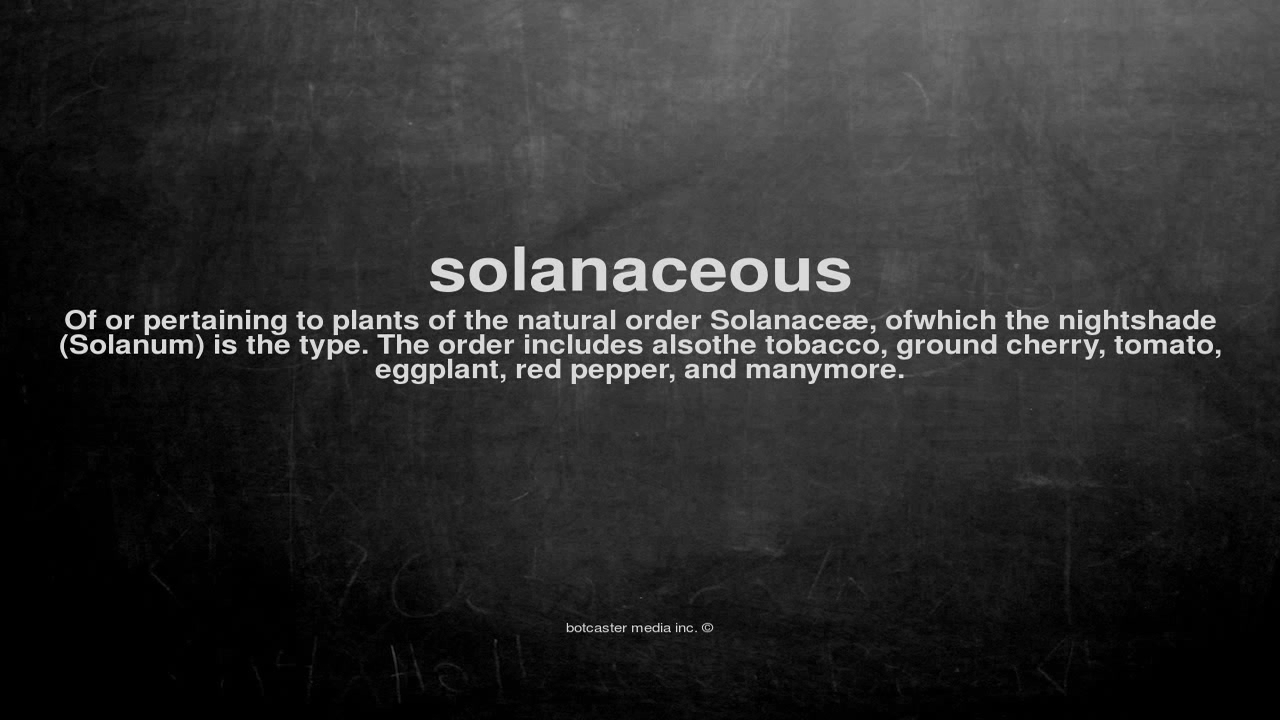 solanaceous
Of or pertaining to plants of the natural order Solanaceæ, ofwhich the nightshade
(Solanum) is the type. The order includes alsothe tobacco, ground cherry, tomato,
eggplant, red pepper, and manymore.
botcaster media inc. ©